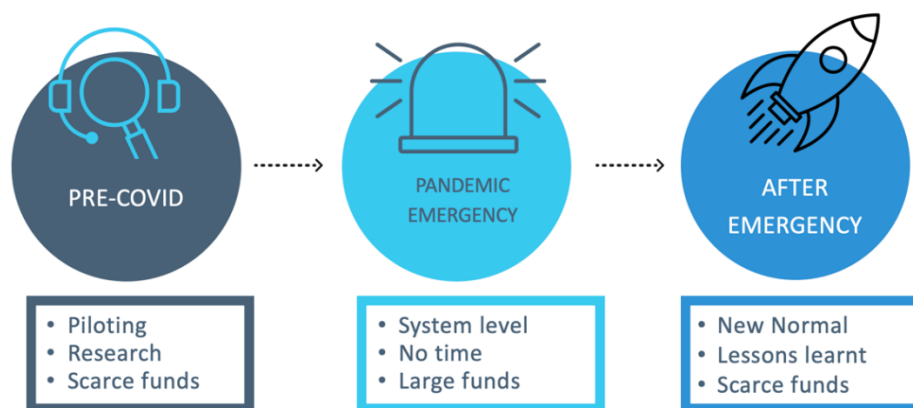 PRE-COVID
• Piloting
• Research
• Scarce funds
PANDEMIC
EMERGENCY
• System level
• No time
• Large funds
AFTER
EMERGENCY
• New Normal
• Lessons learnt
• Scarce funds